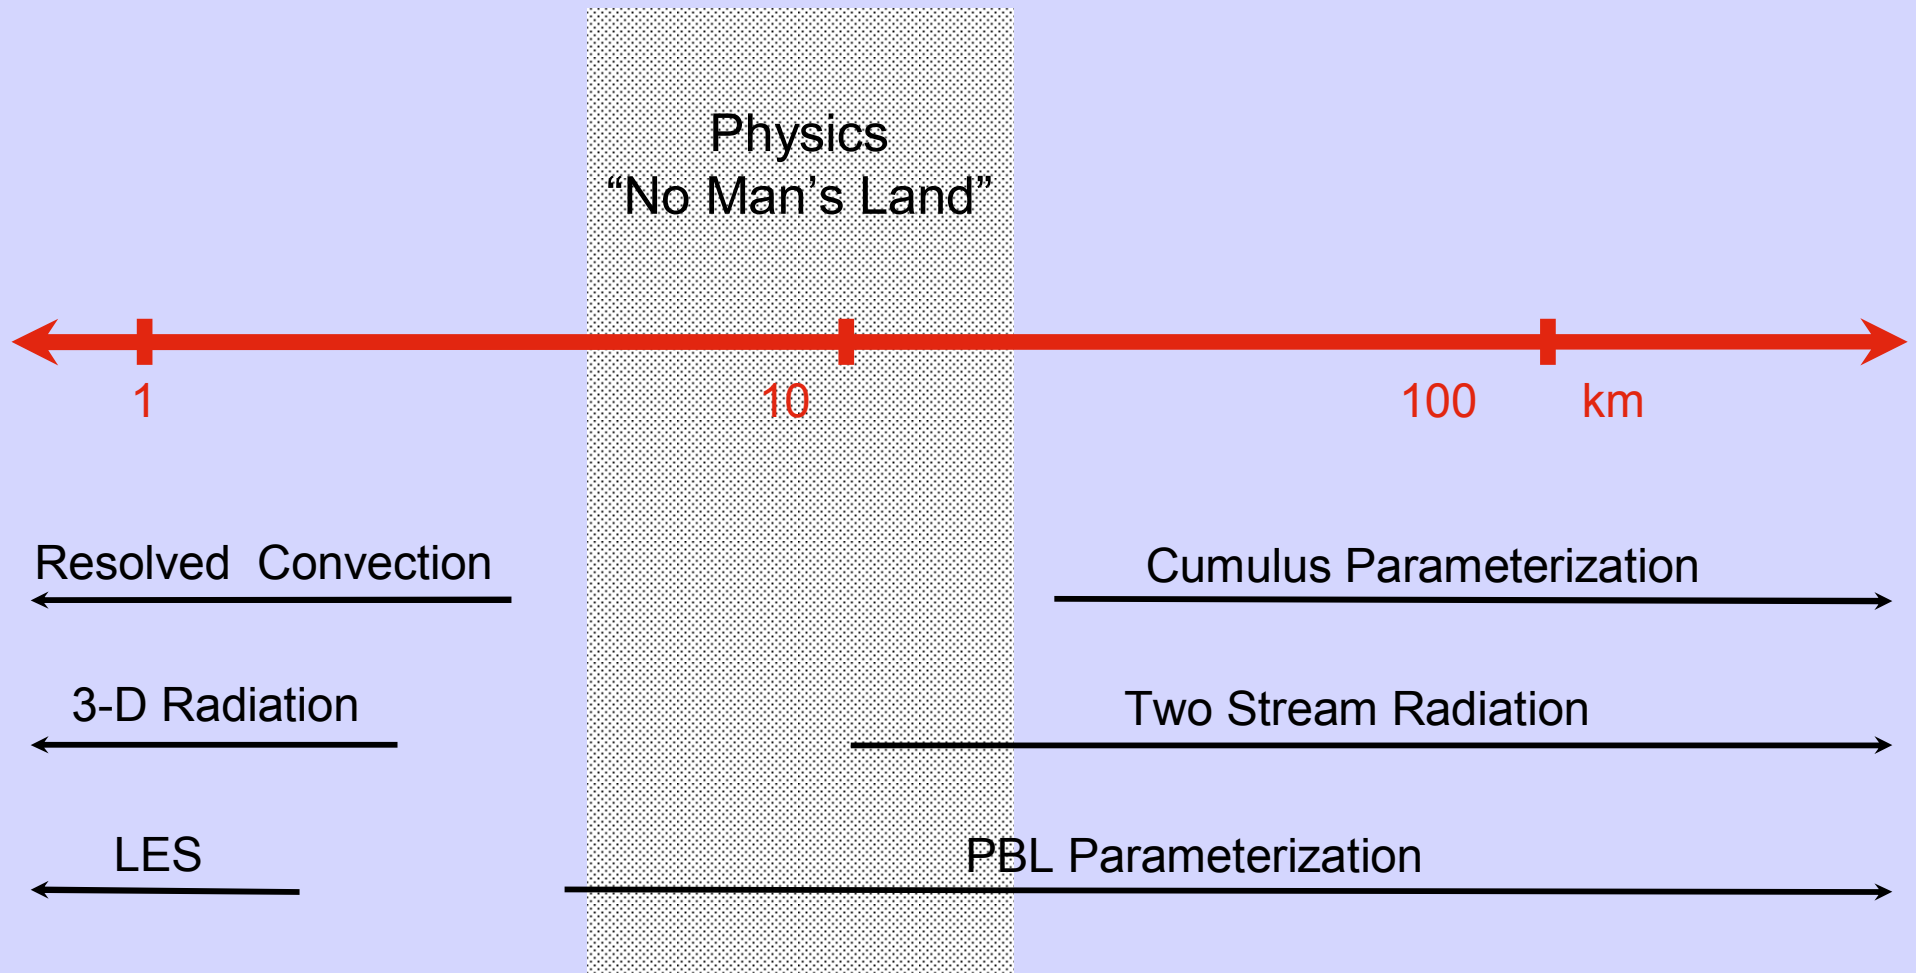 Physics
“No Man’s Land”
1 10 100 km
Resolved Convection
Cumulus Parameterization
3-D Radiation
Two Stream Radiation
LES
PBL Parameterization